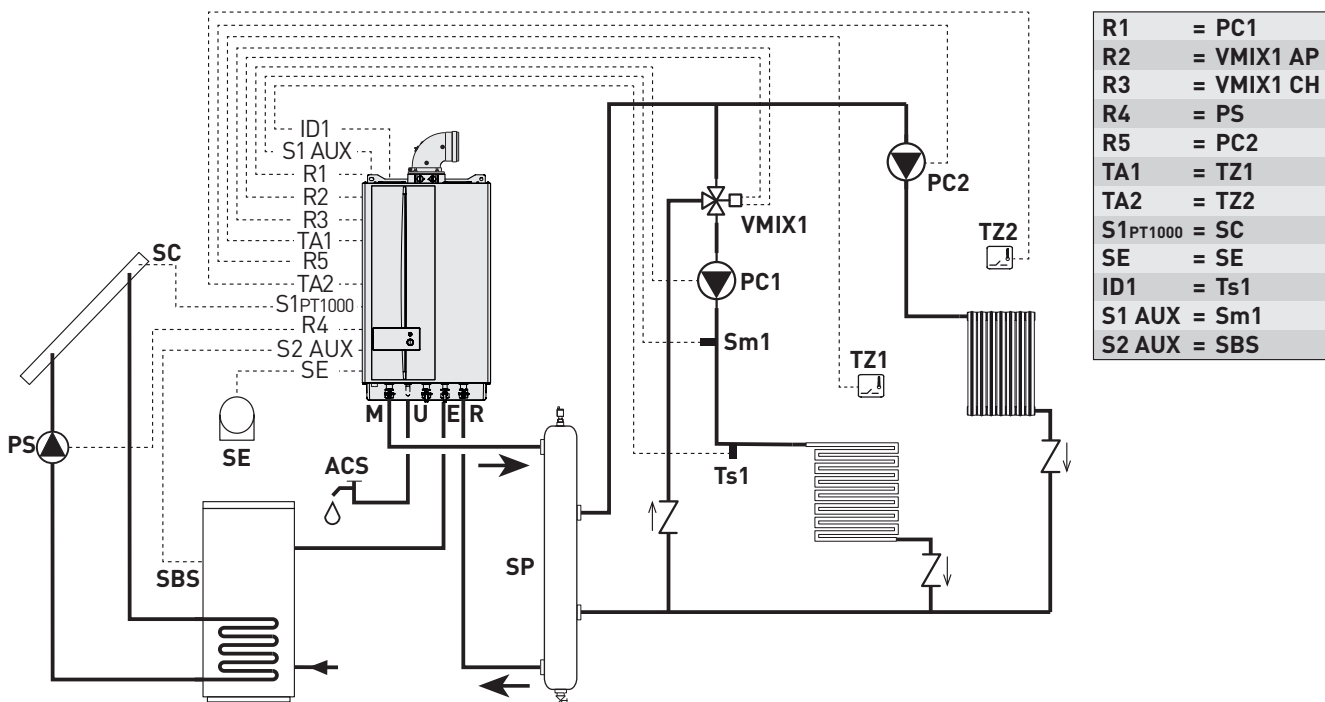 ID1
S1 AUX
R1
R2
R3
TA1
R5
TA2
S1PT1000
R4
S2 AUX
SE
SC
PS
SE
SBS
M U E R
ACS
SP
VMIX1
PC1
Sm1
Ts1
TZ1
PC2
TZ2
R1 = PC1
R2 = VMIX1 AP
R3 = VMIX1 CH
R4 = PS
R5 = PC2
TA1 = TZ1
TA2 = TZ2
S1PT1000 = SC
SE = SE
ID1 = Ts1
S1 AUX = Sm1
S2 AUX = SBS